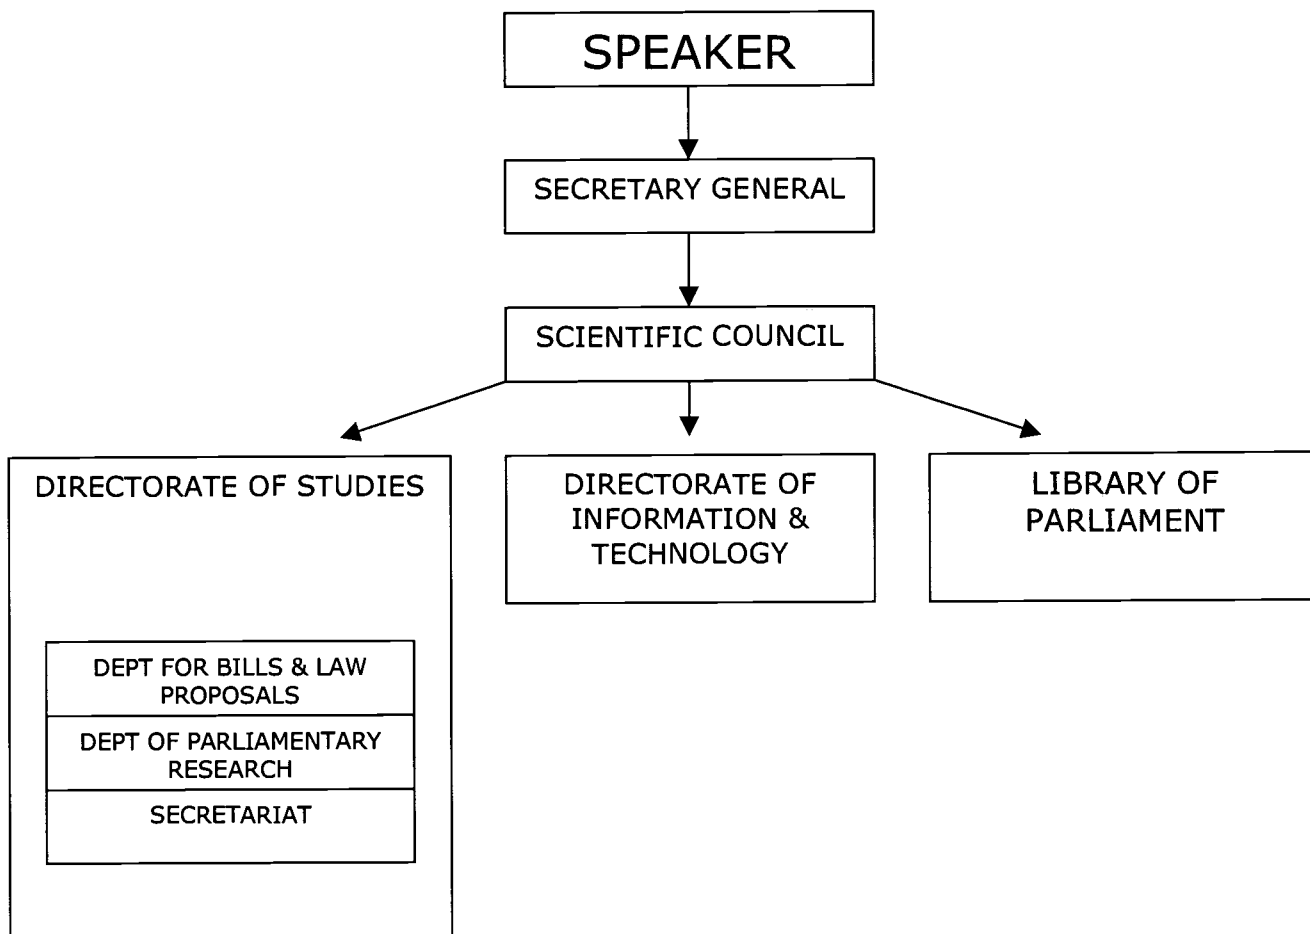 SPEAKER
SECRETARY GENERAL
SCIENTIFIC COUNCIL
DIRECTORATE OF STUDIES
DEPT FOR BILLS & LAW
PROPOSALS
DEPT OF PARLIAMENTARY
RESEARCH
SECRETARIAT
DIRECTORATE OF
INFORMATION &
TECHNOLOGY
LIBRARY OF
PARLIAMENT